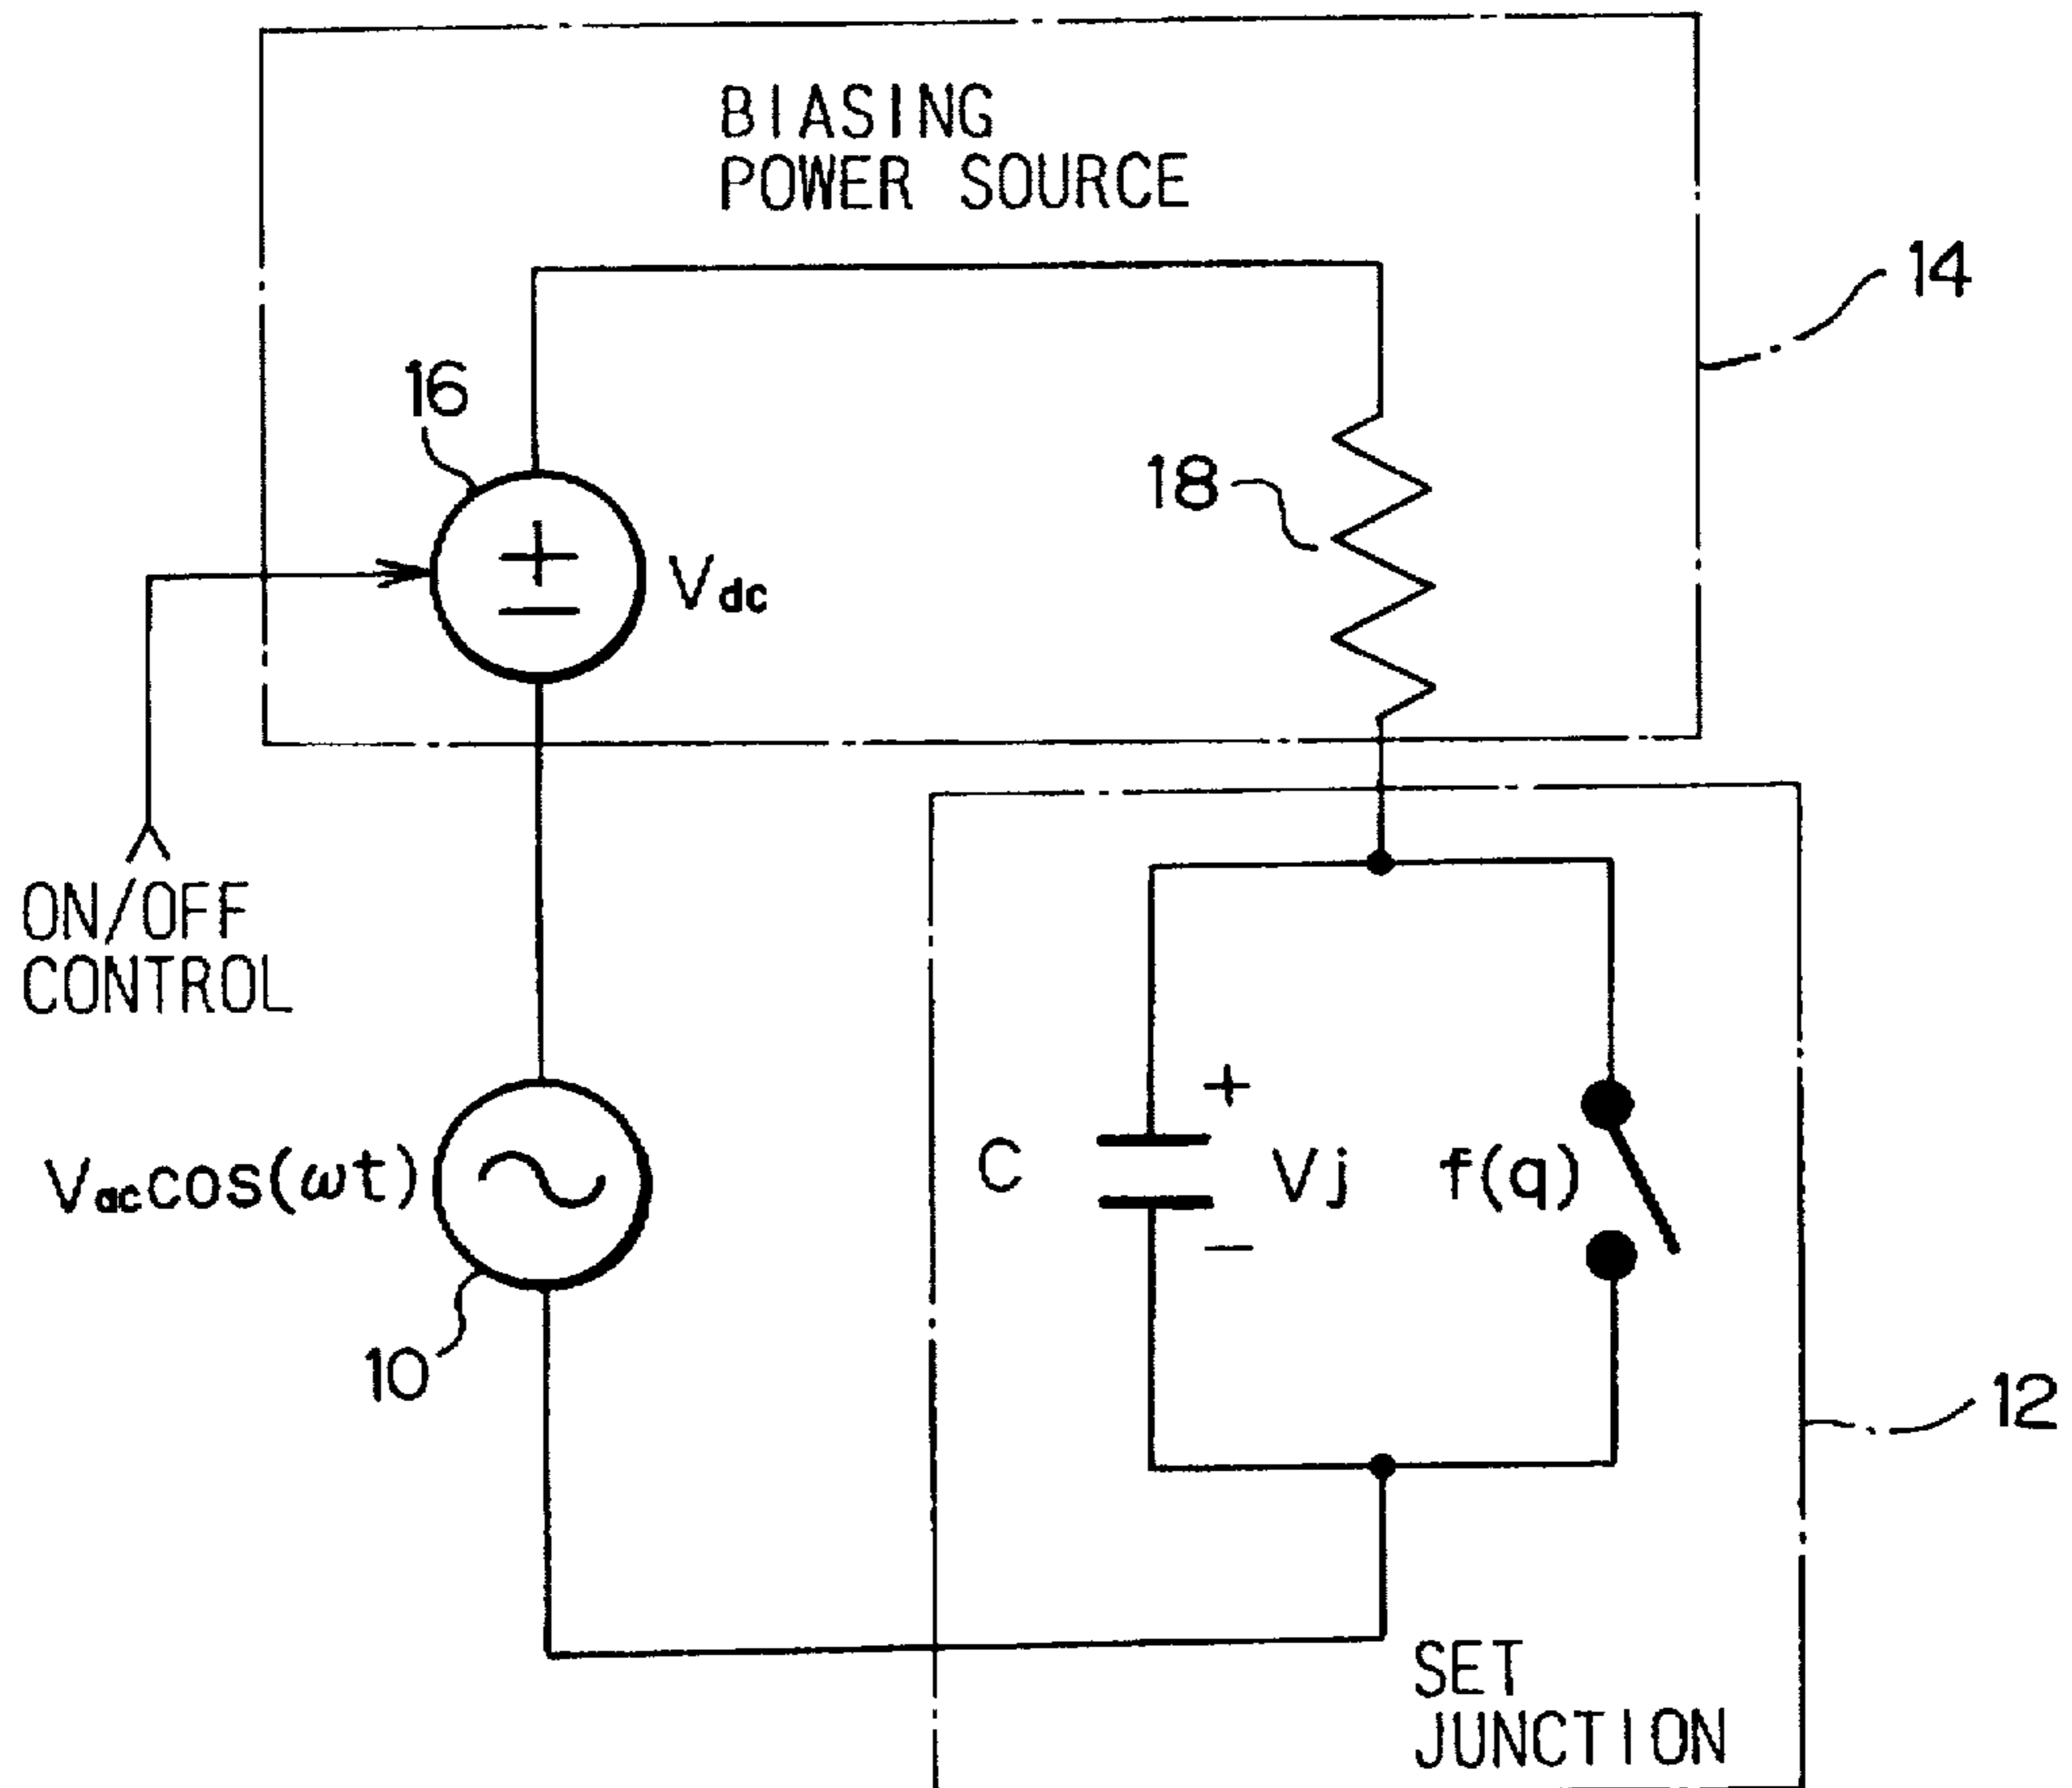 BIASING
POWER SOURCE
14
16
18
+
−
Vdc
ON/OFF
CONTROL
Vaccos(ωt)
10
C
+
Vj
−
f(q)
12
SET
JUNCTION